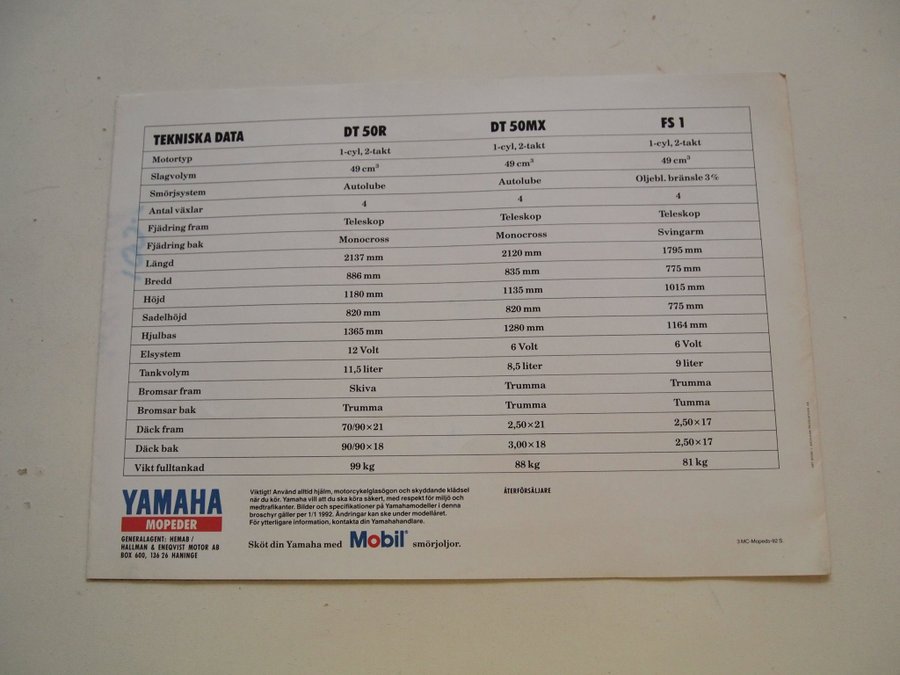 TEKNISKA DATA DT 50R DT 50MX FS 1
Motortyp 1-cyl, 2-takt 1-cyl, 2-takt 1-cyl, 2-takt
Slagvolym 49 cm³ 49 cm³ 49 cm³
Smörjsystem Autolube Autolube Oljebl. bränsle 3%
Antal växlar 4 4 4
Fjädring fram Teleskop Teleskop Teleskop
Fjädring bak Monocross Monocross Svingarm
Längd 2137 mm 2120 mm 1795 mm
Bredd 886 mm 835 mm 775 mm
Höjd 1180 mm 1135 mm 1015 mm
Sadelhöjd 820 mm 820 mm 775 mm
Hjulbas 1365 mm 1280 mm 1164 mm
Elsystem 12 Volt 6 Volt 6 Volt
Tankvolym 11,5 liter 8,5 liter 9 liter
Bromsar fram Skiva Trumma Trumma
Bromsar bak Trumma Trumma Tumma
Däck fram 70/90×21 2,50×21 2,50×17
Däck bak 90/90×18 3,00×18 2,50×17
Vikt fulltankad 99 kg 88 kg 81 kg
YAMAHA
MOPEDER
GENERALAGENT: HEMAB /
HALLMAN & ENEQVIST MOTOR AB
BOX 600, 136 26 HANINGE
Viktigt! Använd alltid hjälm, motorcykelglasögon och skyddande klädsel
när du kör. Yamaha vill att du ska köra säkert, med respekt för miljö och
medtrafikanter. Bilder och specifikationer på Yamahamodeller i denna
broschyr gäller per 1/1 1992. Ändringar kan ske under modellåret.
För ytterligare information, kontakta din Yamahahandlare.
Sköt din Yamaha med Mobil® smörjoljor.
ÅTERFÖRSÄLJARE
3 MC-Mopeds-92 S